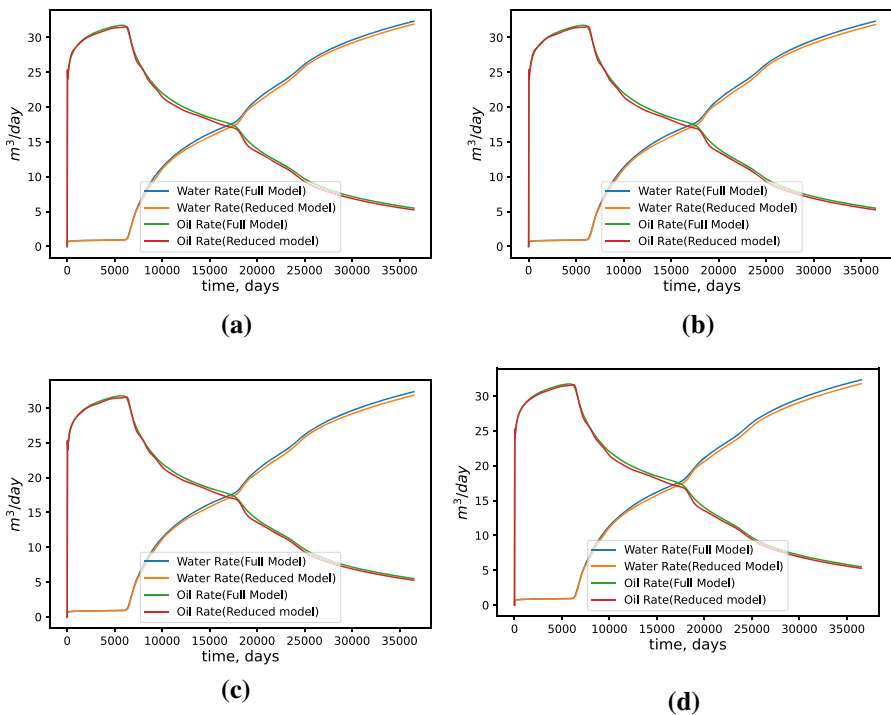 30
25
20
15
10
5
0
m³/day
Water Rate(Full Model)
Water Rate(Reduced Model)
Oil Rate(Full Model)
Oil Rate(Reduced model)
0 5000 10000 15000 20000 25000 30000 35000
time, days
(a)
30
25
20
15
10
5
0
m³/day
Water Rate(Full Model)
Water Rate(Reduced Model)
Oil Rate(Full Model)
Oil Rate(Reduced model)
0 5000 10000 15000 20000 25000 30000 35000
time, days
(b)
30
25
20
15
10
5
0
m³/day
Water Rate(Full Model)
Water Rate(Reduced Model)
Oil Rate(Full Model)
Oil Rate(Reduced model)
0 5000 10000 15000 20000 25000 30000 35000
time, days
(c)
30
25
20
15
10
5
0
m³/day
Water Rate(Full Model)
Water Rate(Reduced Model)
Oil Rate(Full Model)
Oil Rate(Reduced model)
0 5000 10000 15000 20000 25000 30000 35000
time, days
(d)